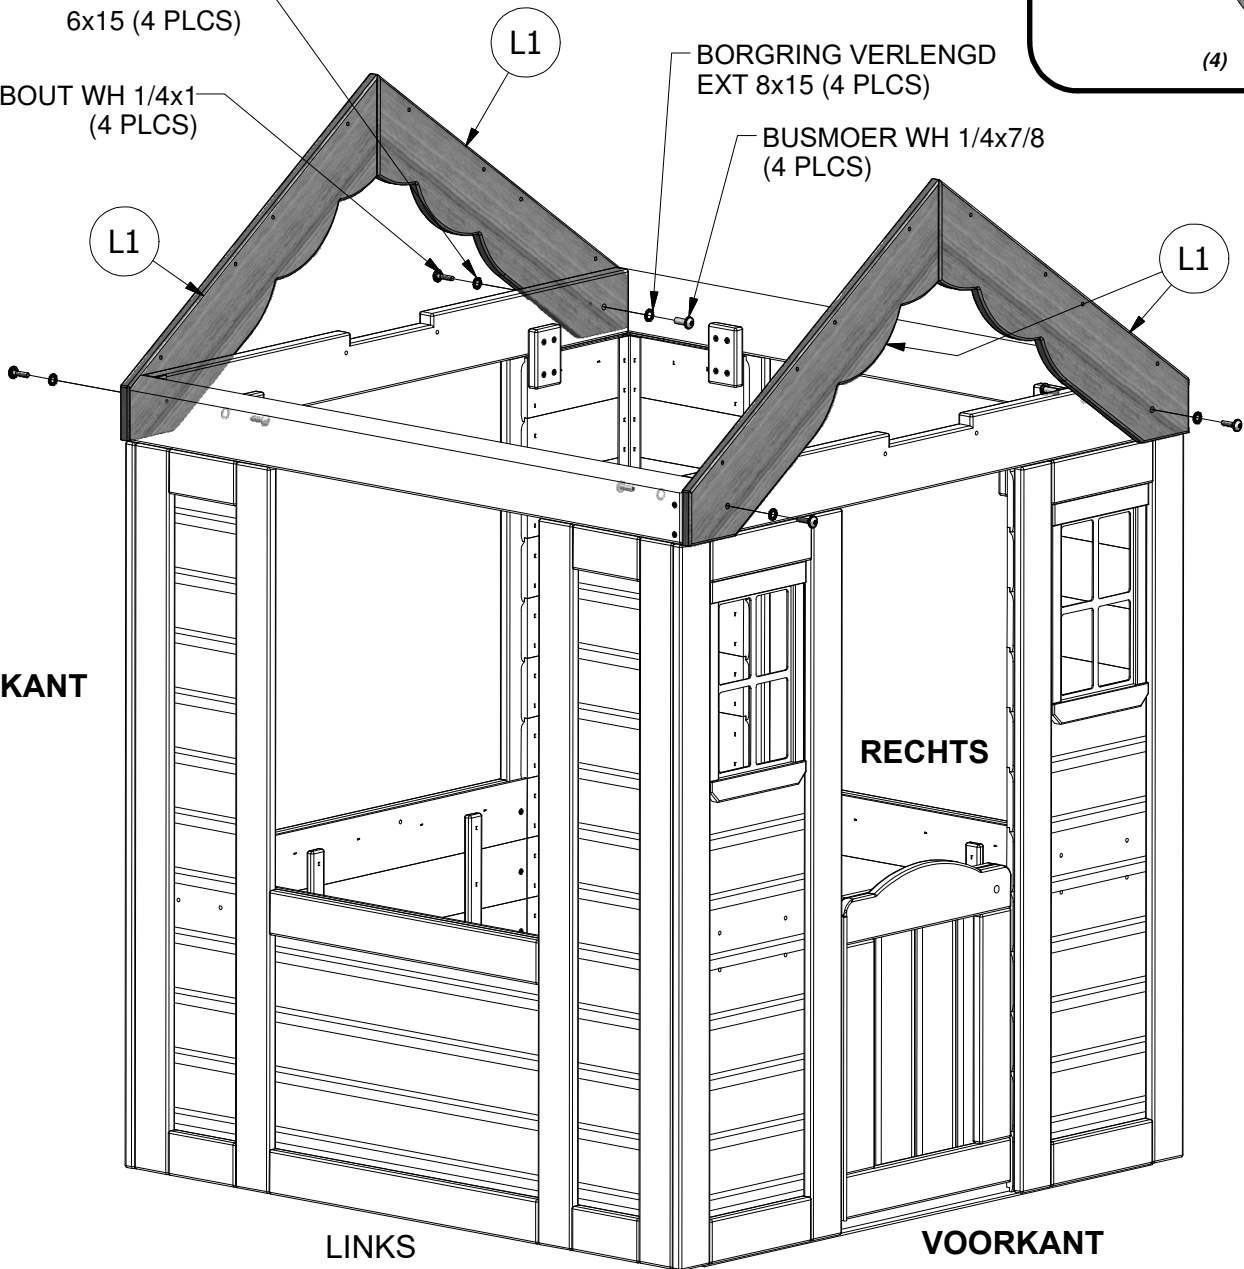 6x15 (4 PLCS)
L1
BORGRING VERLENGD
EXT 8x15 (4 PLCS)
(4)
BOUT WH 1/4x1
(4 PLCS)
BUSMOER WH 1/4x7/8
(4 PLCS)
L1
L1
KANT
RECHTS
LINKS
VOORKANT